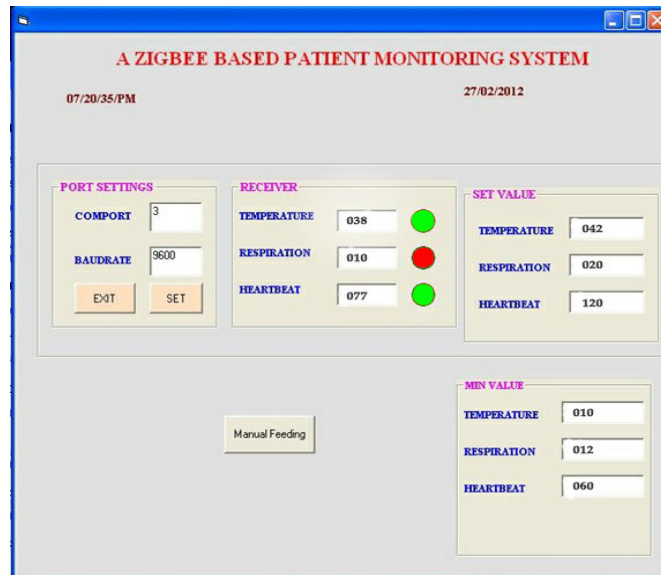 A ZIGBEE BASED PATIENT MONITORING SYSTEM
07/20/35/PM
27/02/2012
PORT SETTINGS
COMPORT 3
BAUDRATE 9600
EXIT SET
RECEIVER
TEMPERATURE 038
RESPIRATION 010
HEARTBEAT 077
SET VALUE
TEMPERATURE 042
RESPIRATION 020
HEARTBEAT 120
Manual Feeding
MIN VALUE
TEMPERATURE 010
RESPIRATION 012
HEARTBEAT 060